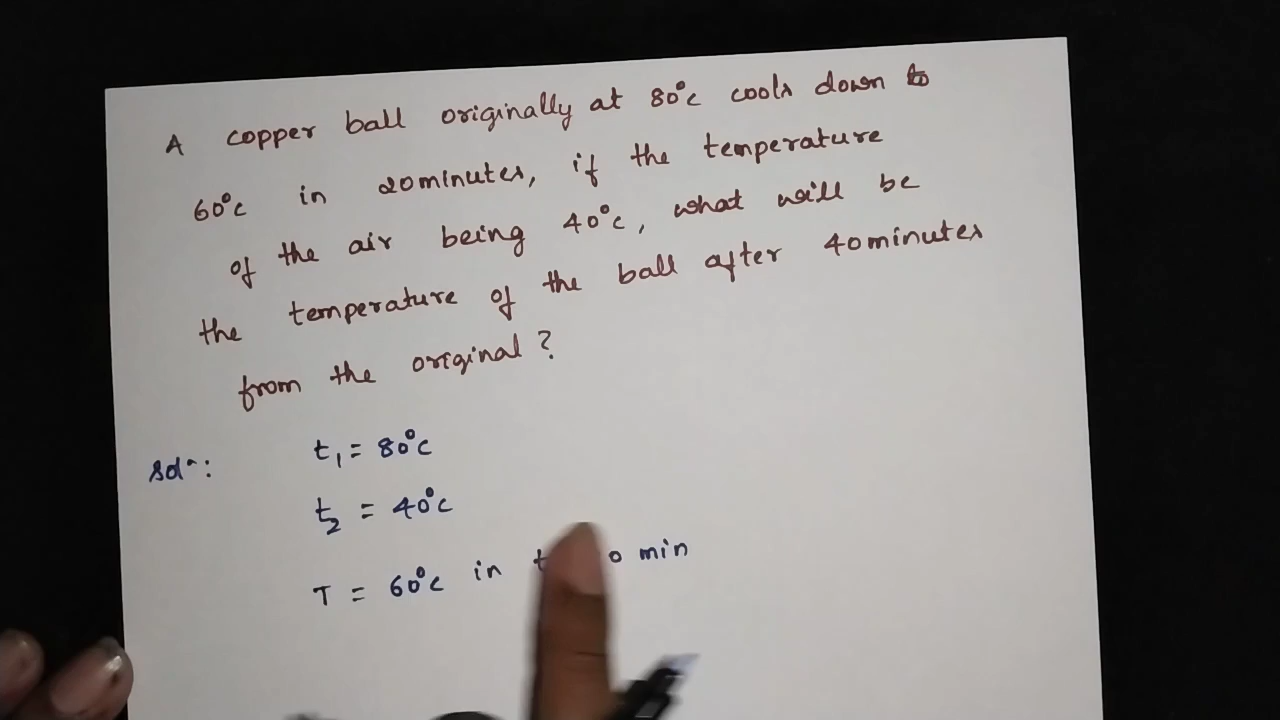 A copper ball originally at 80°c cools down to
60°c in 20minutes, if the temperature
of the air being 40°c, what will be
the temperature of the ball after 40minutes
from the original?
Soln: t1 = 80°c
t2 = 40°c
T = 60°c in t 0 min